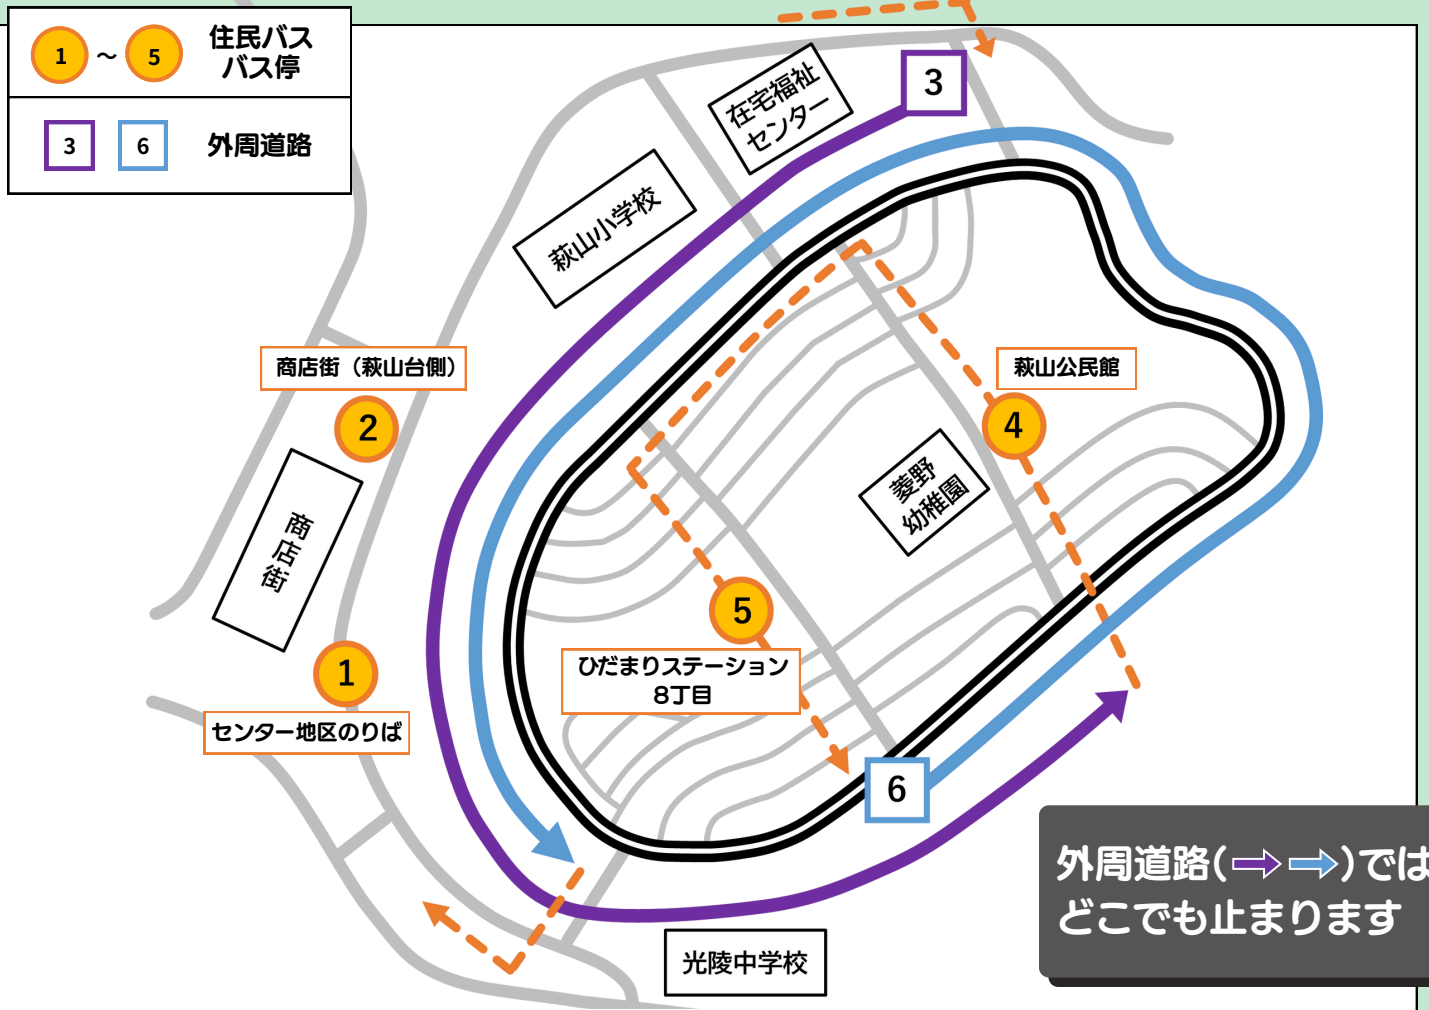 1 ～ 5 住民バス
バス停
3 6 外周道路
3
在宅福祉
センター
萩山小学校
商店街（萩山台側）
2
萩山公民館
4
菱野
幼稚園
商店街
5
ひだまりステーション
8丁目
1
センター地区のりば
6
光陵中学校
外周道路(→→)では
どこでも止まります